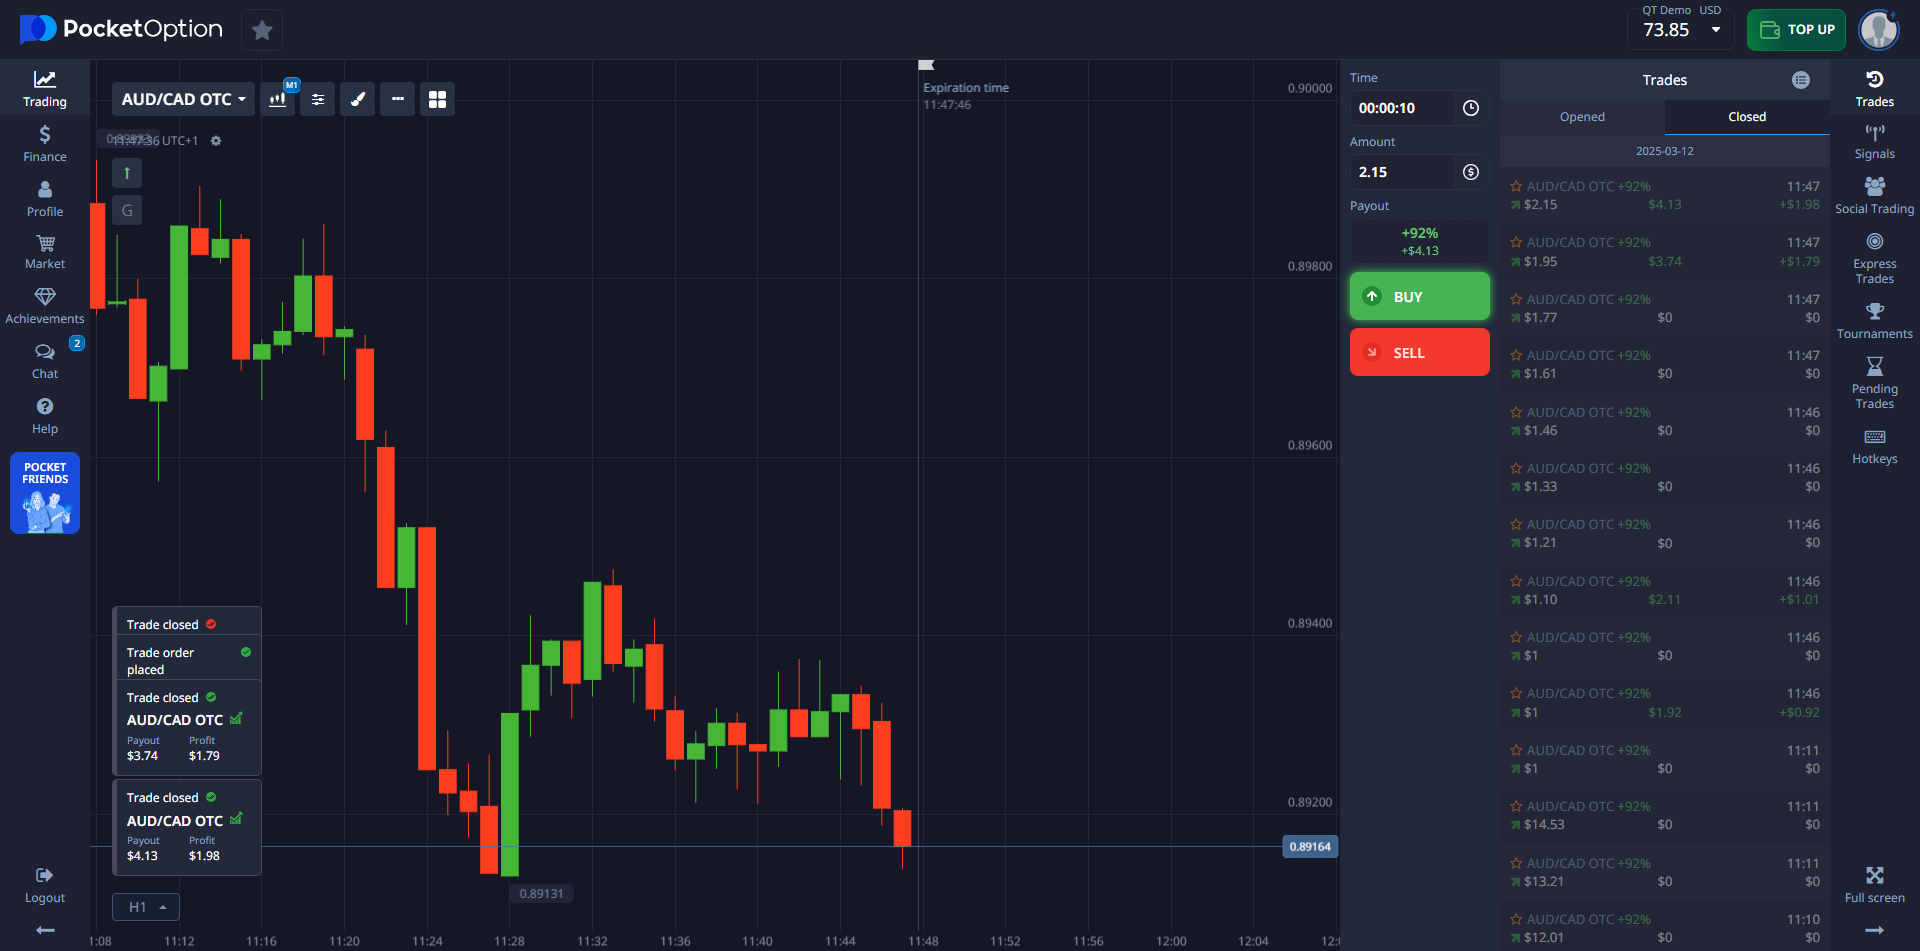 PocketOption
QT Demo USD
73.85
TOP UP
Trading
Finance
Profile
Market
Achievements
2
Chat
Help
POCKET
FRIENDS
Logout
AUD/CAD OTC
M1
11:47:36 UTC+1
G
Expiration time
11:47:46
0.90000
0.89800
0.89600
0.89400
0.89200
0.89164
0.89131
Trade closed
Trade order
placed
Trade closed
AUD/CAD OTC
Payout Profit
$3.74 $1.79
Trade closed
AUD/CAD OTC
Payout Profit
$4.13 $1.98
H1
1:08 11:12 11:16 11:20 11:24 11:28 11:32 11:36 11:40 11:44 11:48 11:52 11:56 12:00 12:04 12:0
Time
00:00:10
Amount
2.15
Payout
+92%
+$4.13
BUY
SELL
Trades
Opened Closed
2025-03-12
AUD/CAD OTC +92% 11:47
$2.15 $4.13 +$1.98
AUD/CAD OTC +92% 11:47
$1.95 $3.74 +$1.79
AUD/CAD OTC +92% 11:47
$1.77 $0 $0
AUD/CAD OTC +92% 11:47
$1.61 $0 $0
AUD/CAD OTC +92% 11:46
$1.46 $0 $0
AUD/CAD OTC +92% 11:46
$1.33 $0 $0
AUD/CAD OTC +92% 11:46
$1.21 $0 $0
AUD/CAD OTC +92% 11:46
$1.10 $2.11 +$1.01
AUD/CAD OTC +92% 11:46
$1 $0 $0
AUD/CAD OTC +92% 11:46
$1 $1.92 +$0.92
AUD/CAD OTC +92% 11:11
$1 $0 $0
AUD/CAD OTC +92% 11:11
$14.53 $0 $0
AUD/CAD OTC +92% 11:11
$13.21 $0 $0
AUD/CAD OTC +92% 11:10
$12.01 $0 $0
Trades
Signals
Social Trading
Express
Trades
Tournaments
Pending
Trades
Hotkeys
Full screen